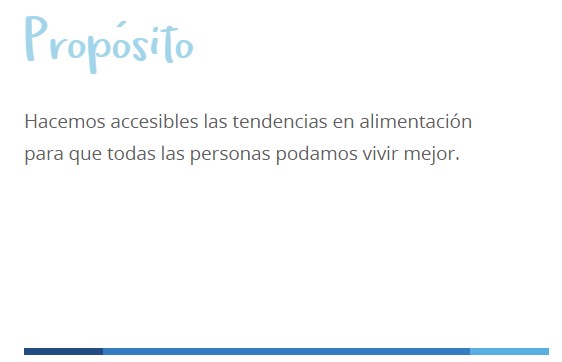 Propósito
Hacemos accesibles las tendencias en alimentación
para que todas las personas podamos vivir mejor.